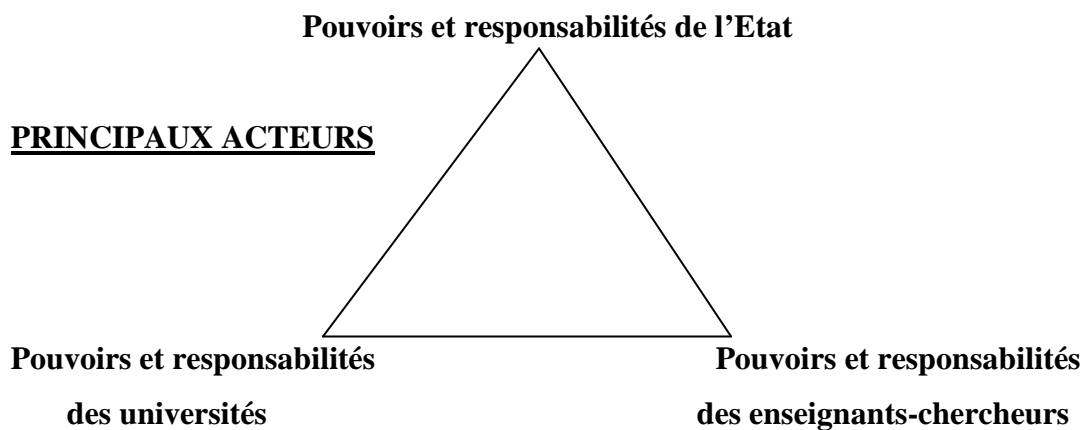 Pouvoirs et responsabilités de l’Etat
PRINCIPAUX ACTEURS
Pouvoirs et responsabilités
des universités
Pouvoirs et responsabilités
des enseignants-chercheurs